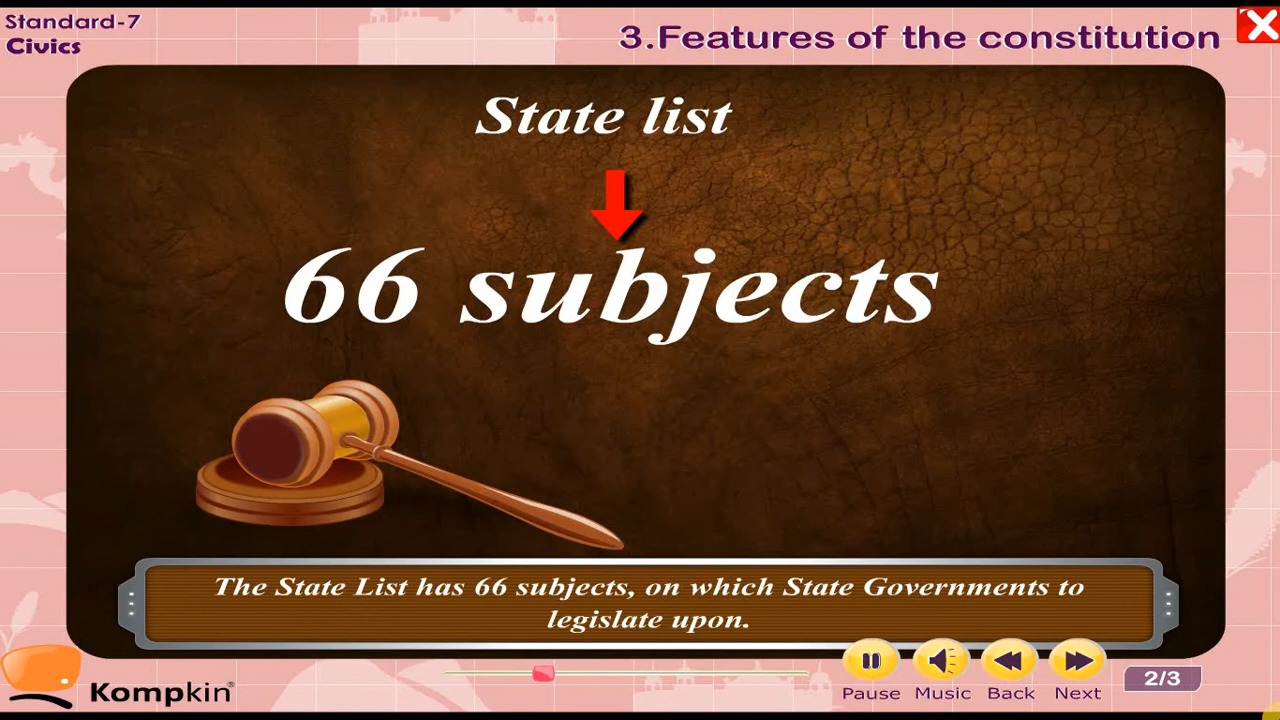 Standard-7
Civics
3.Features of the constitution
State list
66 subjects
The State List has 66 subjects, on which State Governments to
legislate upon.
Kompkin®
Pause Music Back Next
2/3